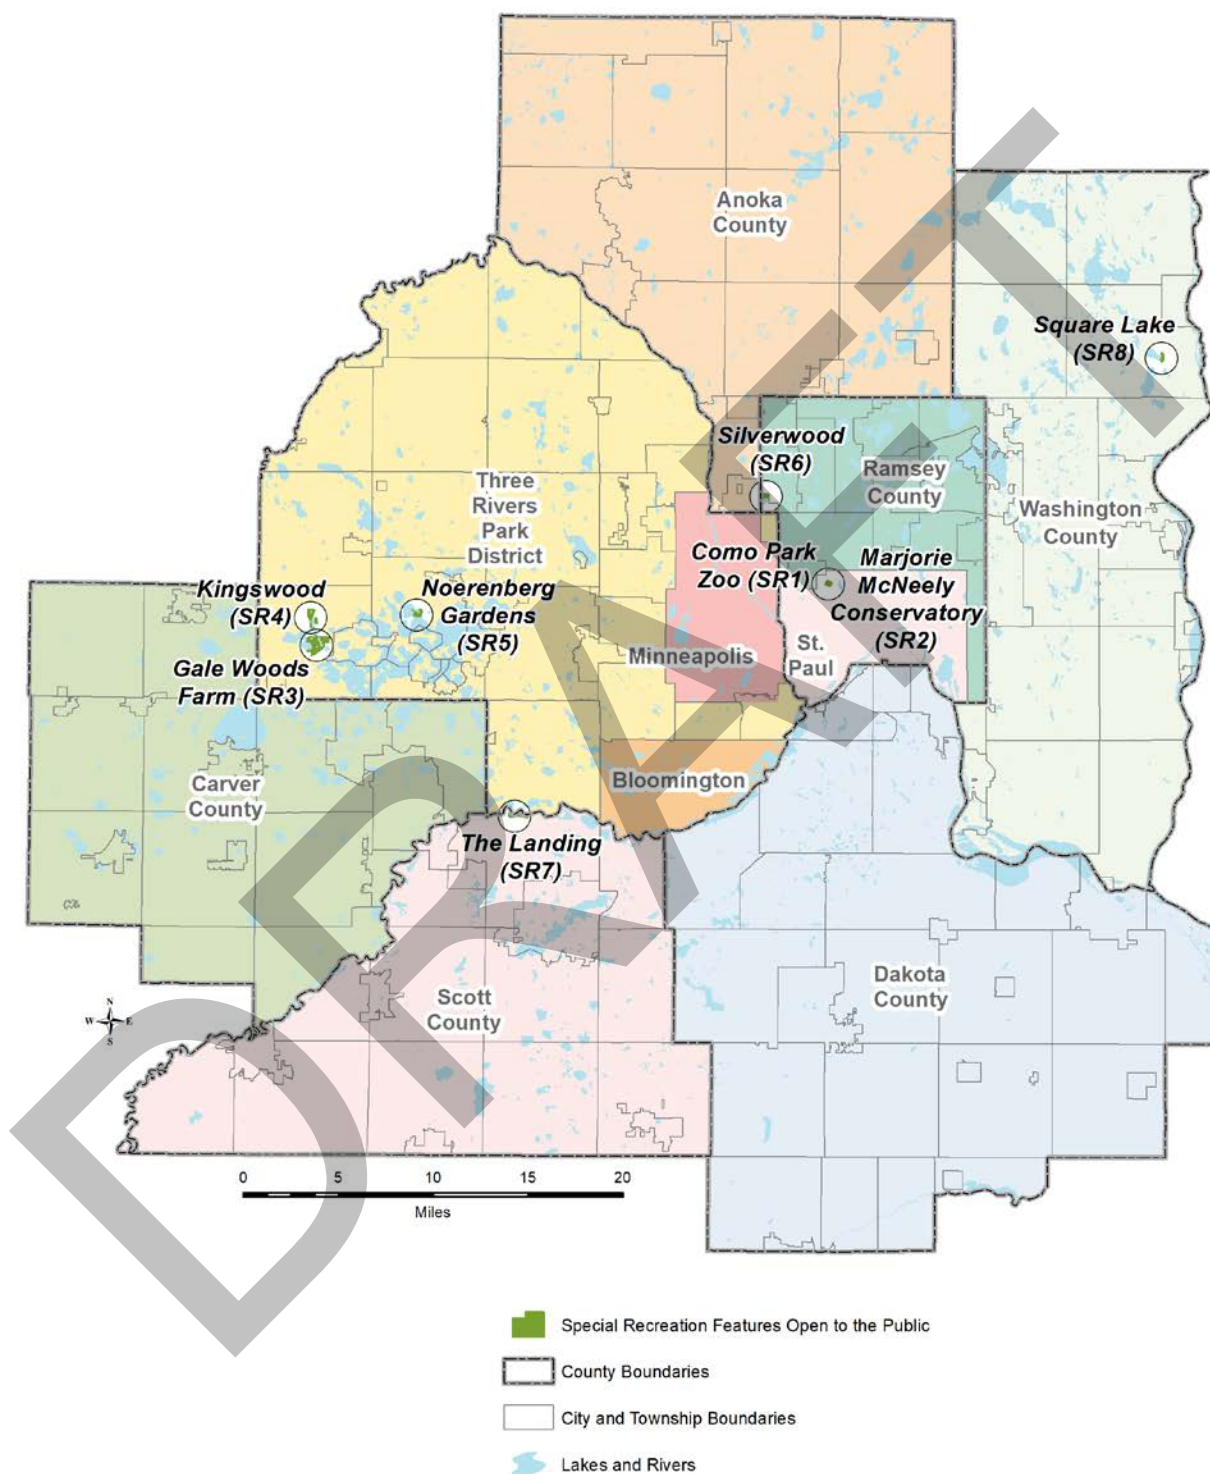 Anoka
County
Square Lake
(SR8)
Silverwood
(SR6)
Ramsey
County
Three
Rivers
Park
District
Washington
County
Como Park
Zoo (SR1)
Marjorie
McNeely
Conservatory
(SR2)
Kingswood
(SR4)
Noerenberg
Gardens
(SR5)
Gale Woods
Farm (SR3)
Minneapolis
St.
Paul
Carver
County
Bloomington
The Landing
(SR7)
Scott
County
Dakota
County
N
W E
S
0 5 10 15 20
Miles
DRAFT
Special Recreation Features Open to the Public
County Boundaries
City and Township Boundaries
Lakes and Rivers